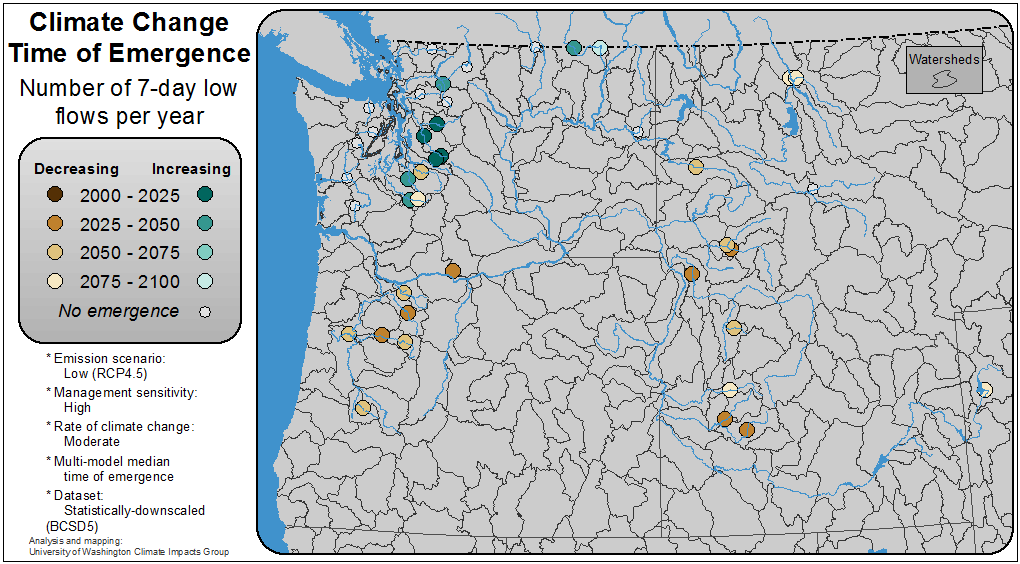 Climate Change
Time of Emergence
Number of 7-day low
flows per year
Decreasing Increasing
2000 - 2025
2025 - 2050
2050 - 2075
2075 - 2100
No emergence
* Emission scenario:
Low (RCP4.5)
* Management sensitivity:
High
* Rate of climate change:
Moderate
* Multi-model median
time of emergence
* Dataset:
Statistically-downscaled
(BCSD5)
Analysis and mapping:
University of Washington Climate Impacts Group
Watersheds